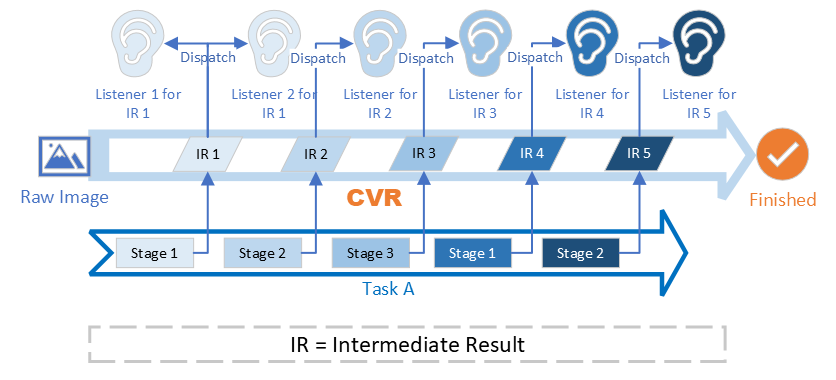 Dispatch
Dispatch
Dispatch
Dispatch
Dispatch
Listener 1 for
IR 1
Listener 2 for
IR 1
Listener for
IR 2
Listener for
IR 3
Listener for
IR 4
Listener for
IR 5
IR 1
IR 2
IR 3
IR 4
IR 5
Raw Image
CVR
Finished
Stage 1
Stage 2
Stage 3
Stage 1
Stage 2
Task A
IR = Intermediate Result